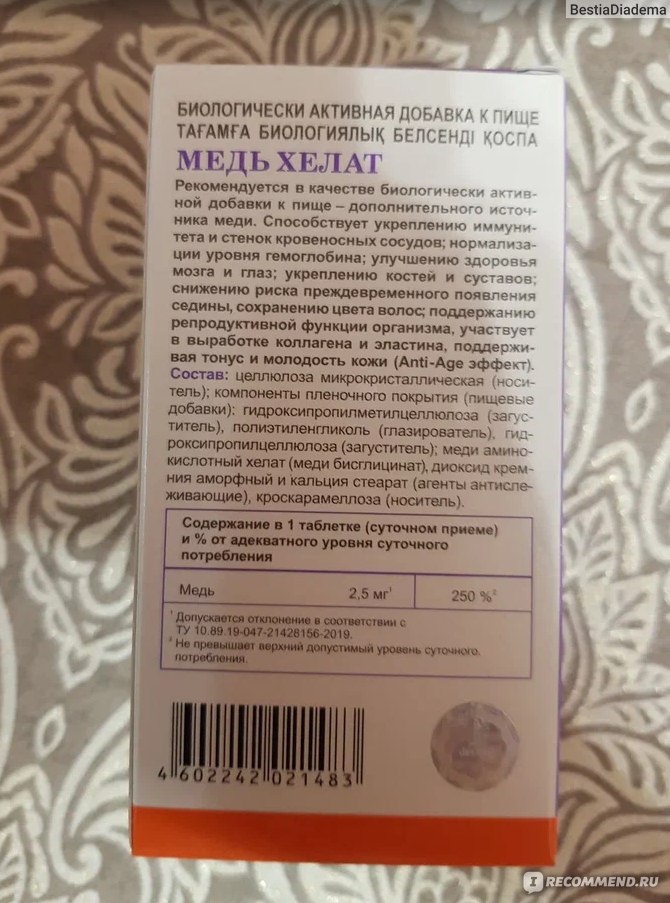 BestiaDiadema
БИОЛОГИЧЕСКИ АКТИВНАЯ ДОБАВКА К ПИЩЕ
ТАҒАМҒА БИОЛОГИЯЛЫҚ БЕЛСЕНДІ ҚОСПА
МЕДЬ ХЕЛАТ
Рекомендуется в качестве биологически актив-
ной добавки к пище – дополнительного источ-
ника меди. Способствует укреплению иммуни-
тета и стенок кровеносных сосудов; нормализа-
ции уровня гемоглобина; улучшению здоровья
мозга и глаз; укреплению костей и суставов;
снижению риска преждевременного появления
седины, сохранению цвета волос; поддержанию
репродуктивной функции организма, участвует
в выработке коллагена и эластина, поддержи-
вая тонус и молодость кожи (Anti-Age эффект).
Состав: целлюлоза микрокристаллическая (носи-
тель); компоненты пленочного покрытия (пищевые
добавки): гидроксипропилметилцеллюлоза (загус-
титель), полиэтиленгликоль (глазирователь), гид-
роксипропилцеллюлоза (загуститель); меди амино-
кислотный хелат (меди бисглицинат), диоксид крем-
ния аморфный и кальция стеарат (агенты антисле-
живающие), кроскарамеллоза (носитель).
Содержание в 1 таблетке (суточном приеме)
и % от адекватного уровня суточного
потребления
Медь 2,5 мг¹ 250 %²
¹ Допускается отклонение в соответствии с
ТУ 10.89.19-047-21428156-2019.
² Не превышает верхний допустимый уровень суточного
потребления.
4 602242 021483
IRECOMMEND.RU